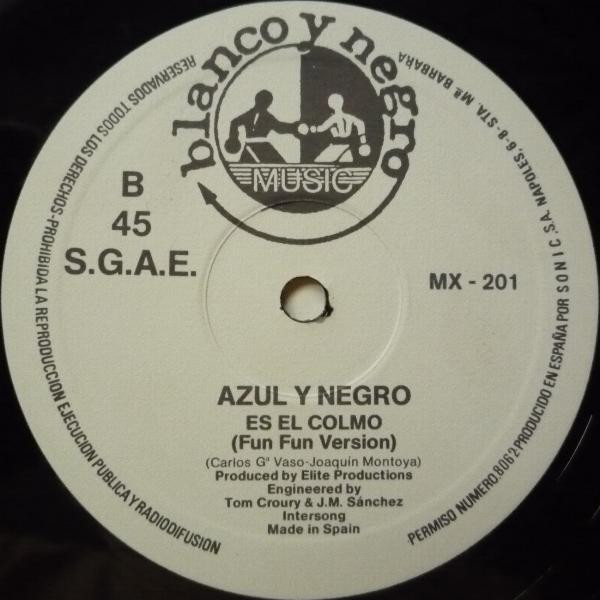 blanco y negro
MUSIC
B
45
S.G.A.E.
MX - 201
AZUL Y NEGRO
ES EL COLMO
(Fun Fun Version)
(Carlos Gª Vaso-Joaquín Montoya)
Produced by Elite Productions
Engineered by
Tom Croury & J.M. Sánchez
Intersong
Made in Spain
RESERVADOS TODOS LOS DERECHOS-PROHIBIDA LA REPRODUCCION EJECUCION PUBLICA Y RADIODIFUSION
PERMISO NUMERO.8062 PRODUCIDO EN ESPAÑA POR SONIC S.A. NAPOLES, 6-8 - STA. Mª. BARBARA